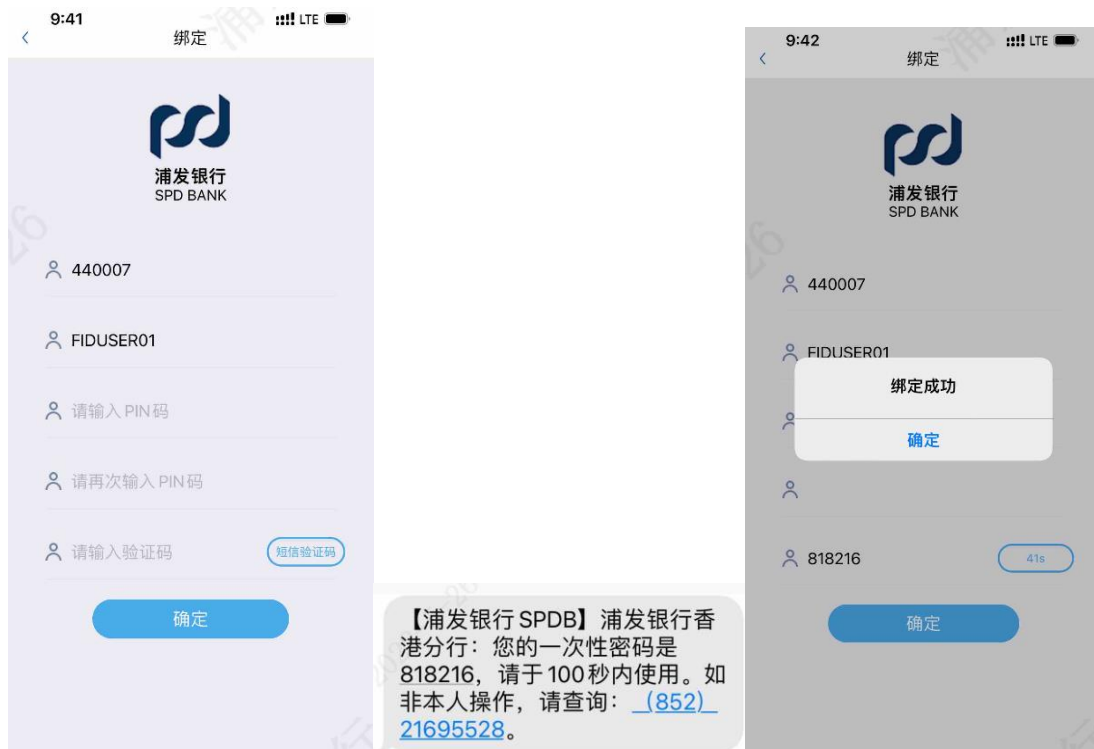 9:41
LTE
绑定
浦发银行
SPD BANK
440007
FIDUSER01
请输入PIN码
请再次输入PIN码
请输入验证码
短信验证码
确定
【浦发银行SPDB】浦发银行香
港分行：您的一次性密码是
818216，请于100秒内使用。如
非本人操作，请查询：(852)
21695528。
9:42
LTE
绑定
浦发银行
SPD BANK
440007
FIDUSER01
绑定成功
确定
818216
41s
确定